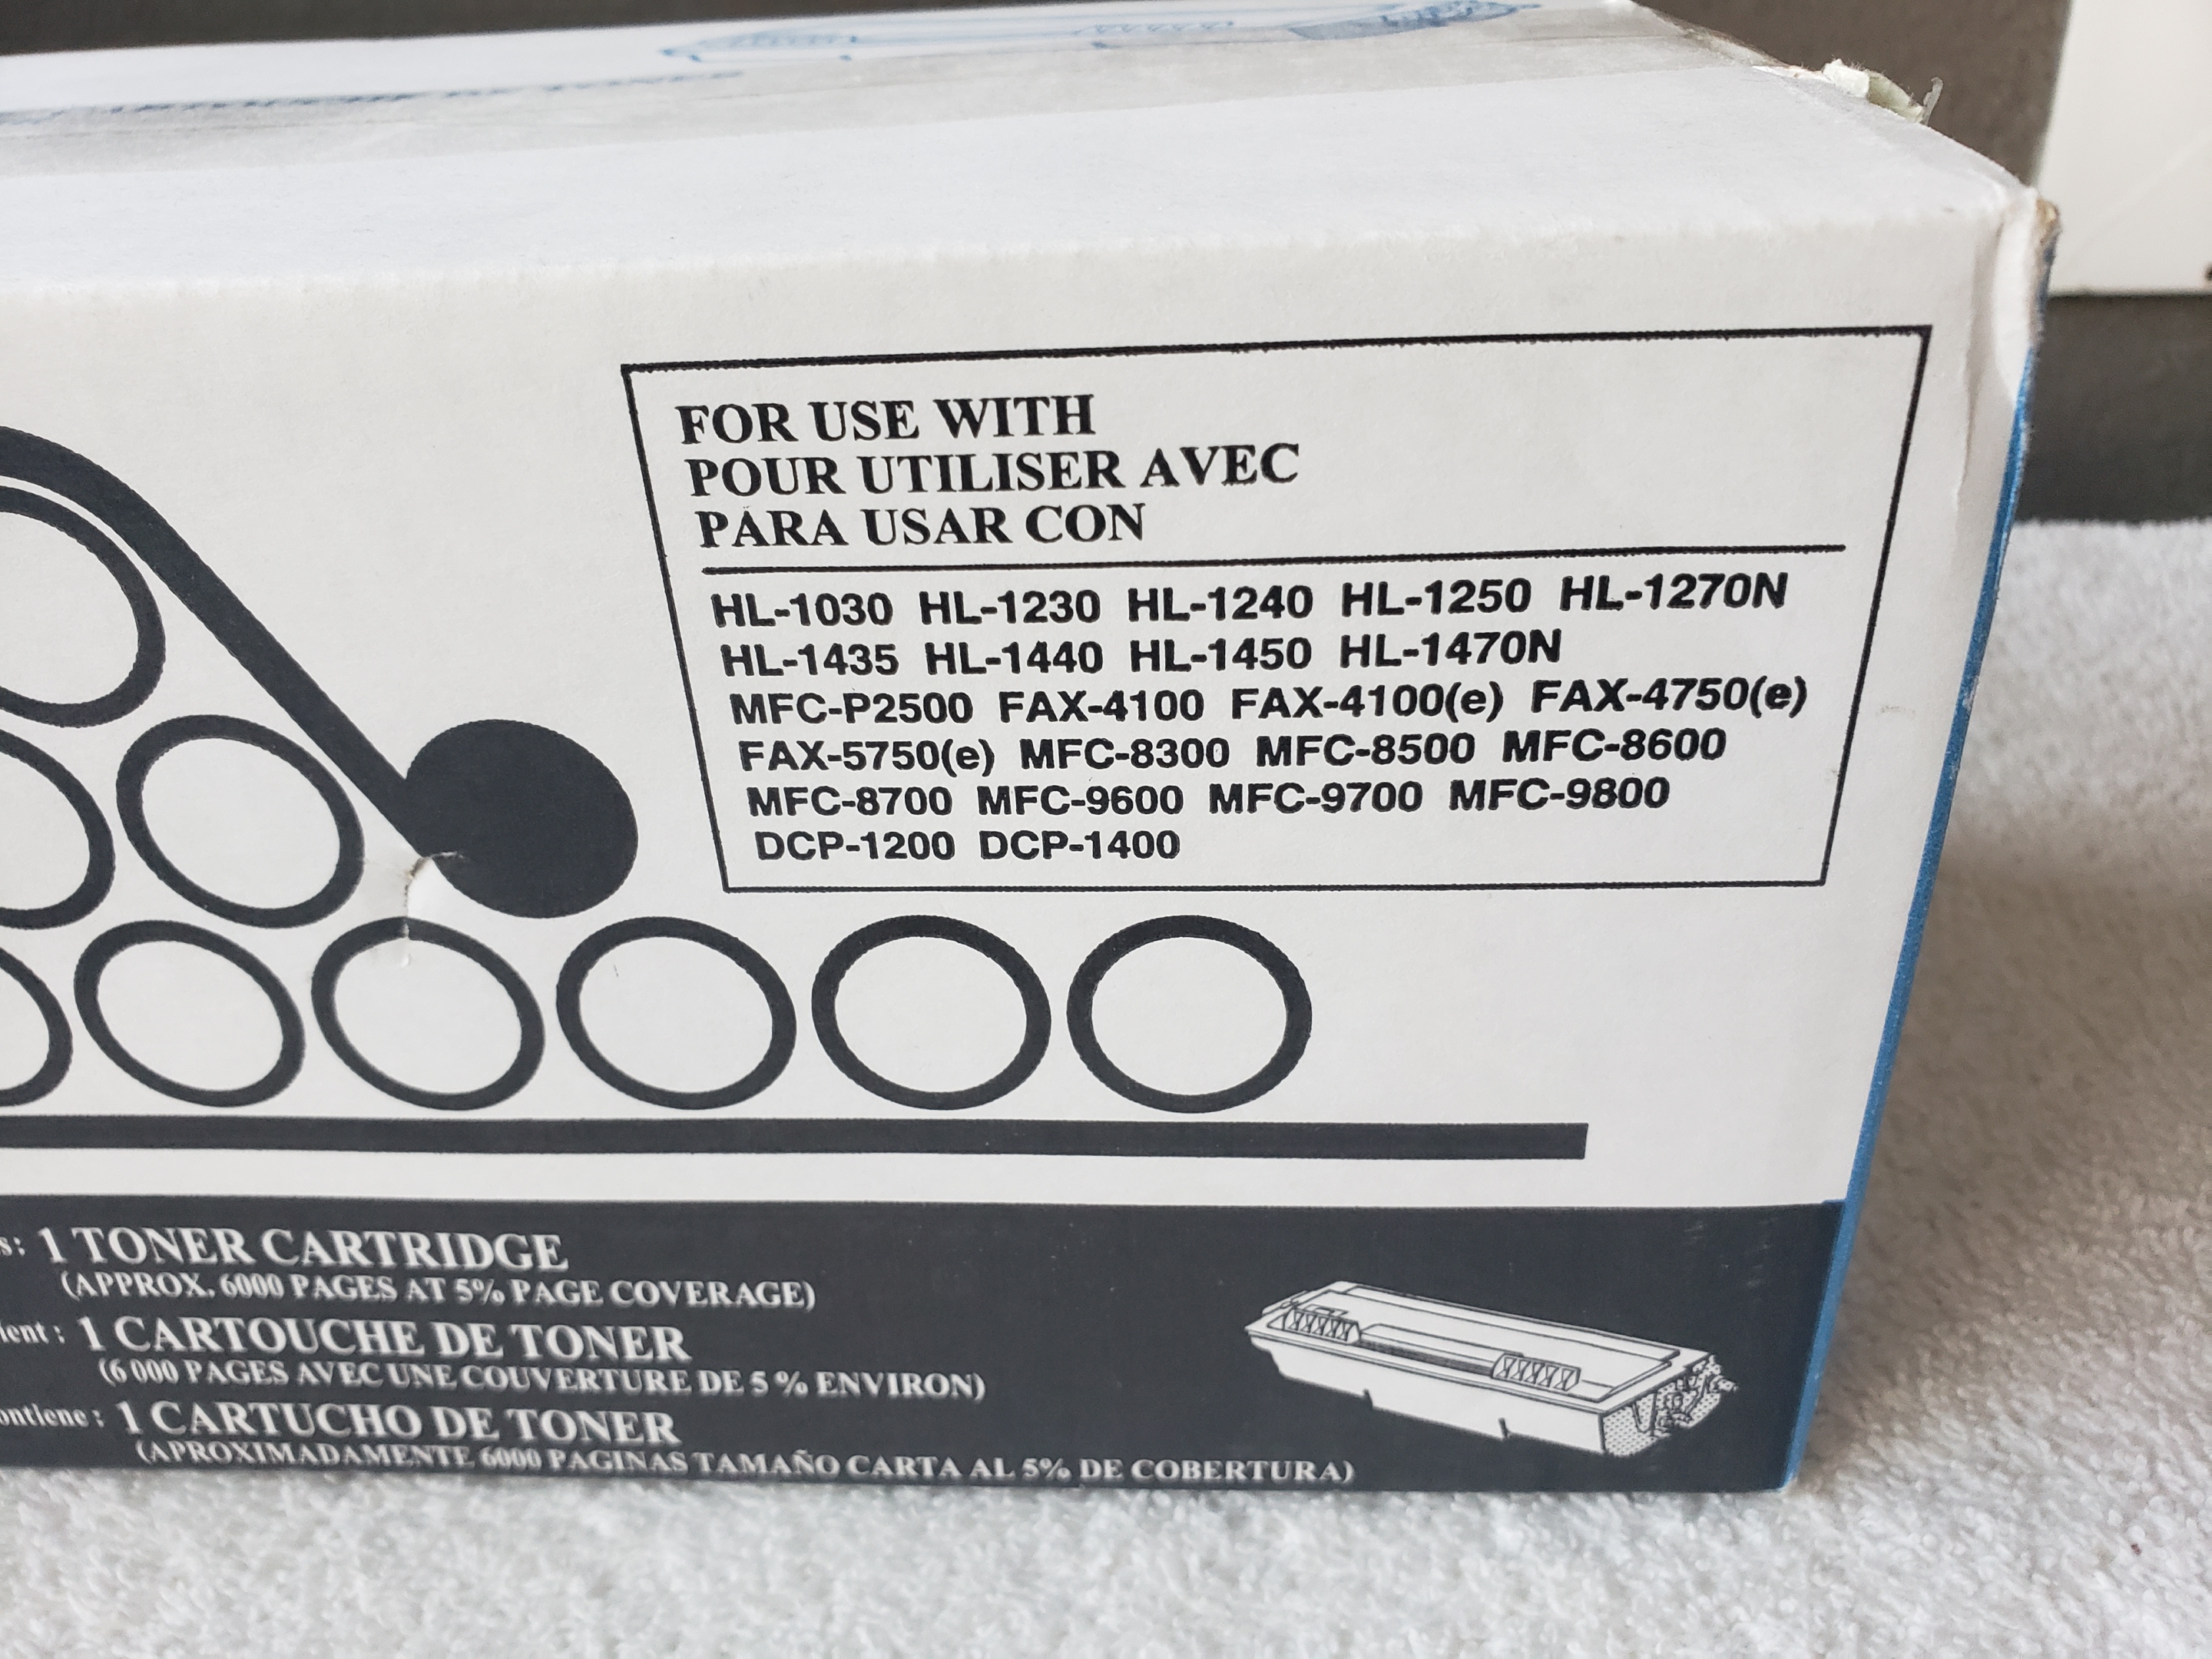 FOR USE WITH
POUR UTILISER AVEC
PARA USAR CON
HL-1030 HL-1230 HL-1240 HL-1250 HL-1270N
HL-1435 HL-1440 HL-1450 HL-1470N
MFC-P2500 FAX-4100 FAX-4100(e) FAX-4750(e)
FAX-5750(e) MFC-8300 MFC-8500 MFC-8600
MFC-8700 MFC-9600 MFC-9700 MFC-9800
DCP-1200 DCP-1400
s: 1 TONER CARTRIDGE
(APPROX. 6000 PAGES AT 5% PAGE COVERAGE)
ient : 1 CARTOUCHE DE TONER
(6 000 PAGES AVEC UNE COUVERTURE DE 5 % ENVIRON)
ontiene : 1 CARTUCHO DE TONER
(APROXIMADAMENTE 6000 PAGINAS TAMAÑO CARTA AL 5% DE COBERTURA)